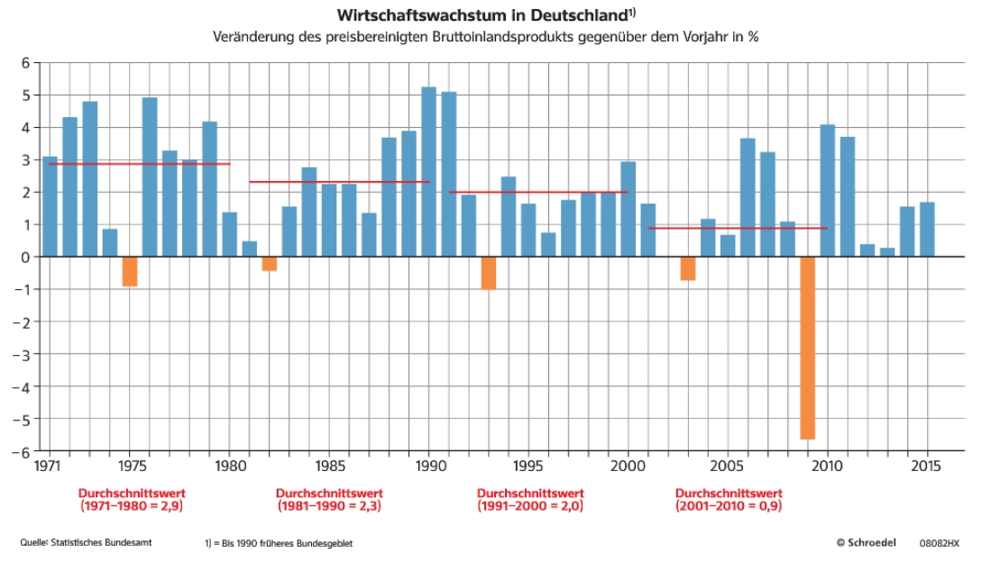 Wirtschaftswachstum in Deutschland¹⁾
Veränderung des preisbereinigten Bruttoinlandsprodukts gegenüber dem Vorjahr in %
6
5
4
3
2
1
0
−1
−2
−3
−4
−5
−6
1971 1975 1980 1985 1990 1995 2000 2005 2010 2015
Durchschnittswert Durchschnittswert Durchschnittswert Durchschnittswert
(1971–1980 = 2,9) (1981–1990 = 2,3) (1991–2000 = 2,0) (2001–2010 = 0,9)
Quelle: Statistisches Bundesamt 1) = Bis 1990 früheres Bundesgebiet © Schroedel 08082HX